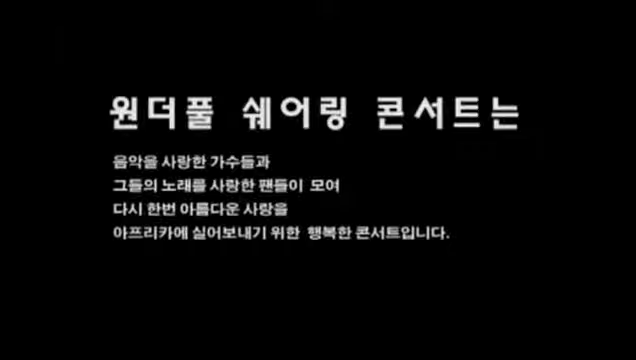 원더풀 쉐어링 콘서트는
음악을 사랑한 가수들과
그들의 노래를 사랑한 팬들이 모여
다시 한번 아름다운 사랑을
아프리카에 실어보내기 위한 행복한 콘서트입니다.